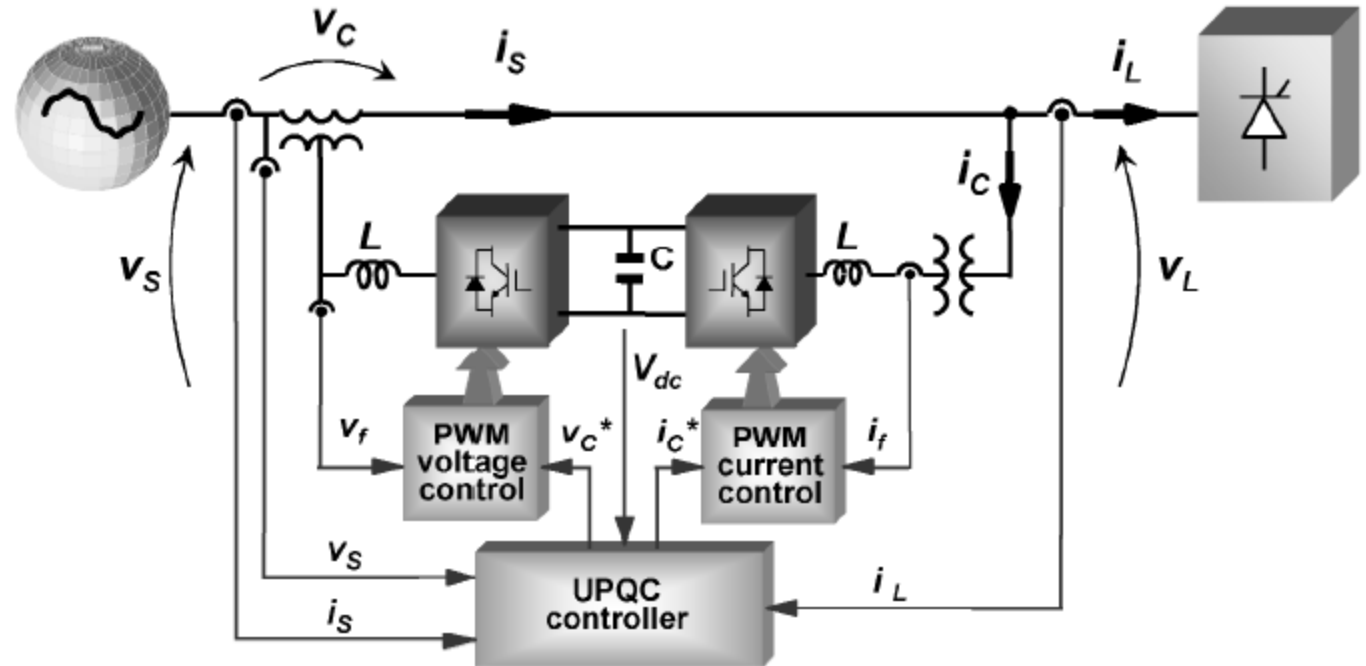 v_C
i_S
i_L
i_C
v_S
L
C
L
v_L
V_dc
v_f
PWM
voltage
control
v_C*
i_C*
PWM
current
control
i_f
v_S
i_S
UPQC
controller
i_L